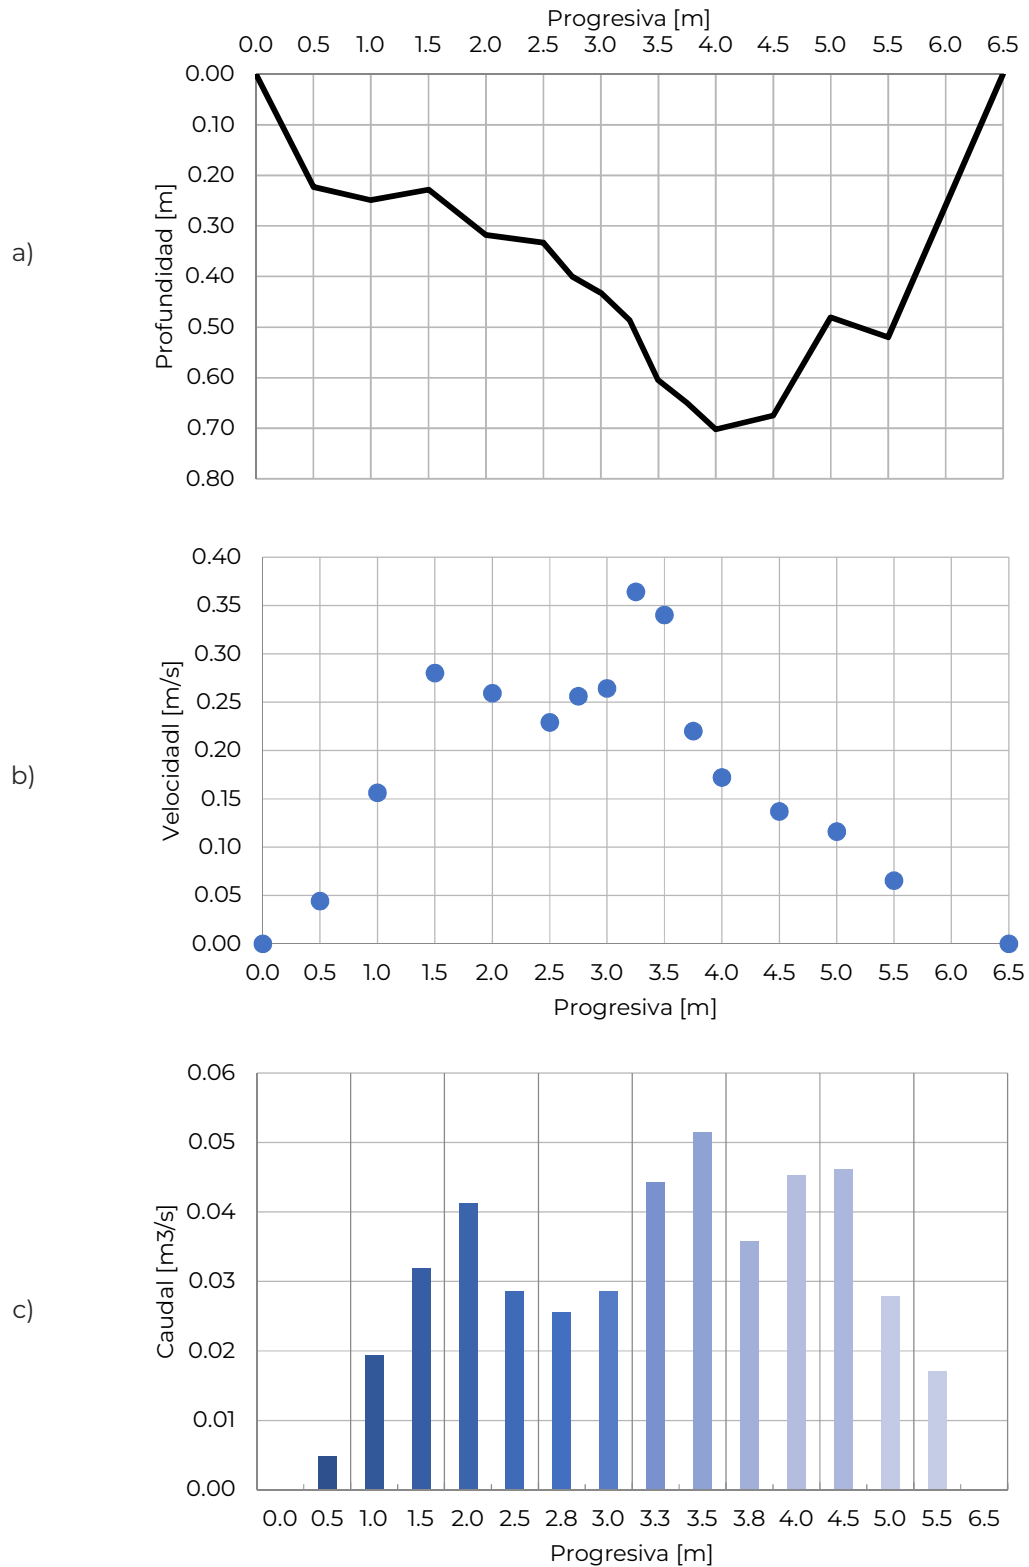 Progresiva [m]
0.0 0.5 1.0 1.5 2.0 2.5 3.0 3.5 4.0 4.5 5.0 5.5 6.0 6.5
0.00
0.10
0.20
0.30
0.40
0.50
0.60
0.70
0.80
Profundidad [m]
a)
0.40
0.35
0.30
0.25
0.20
0.15
0.10
0.05
0.00
Velocidadl [m/s]
b)
0.0 0.5 1.0 1.5 2.0 2.5 3.0 3.5 4.0 4.5 5.0 5.5 6.0 6.5
Progresiva [m]
0.06
0.05
0.04
0.03
0.02
0.01
0.00
Caudal [m3/s]
c)
0.0 0.5 1.0 1.5 2.0 2.5 2.8 3.0 3.3 3.5 3.8 4.0 4.5 5.0 5.5 6.5
Progresiva [m]